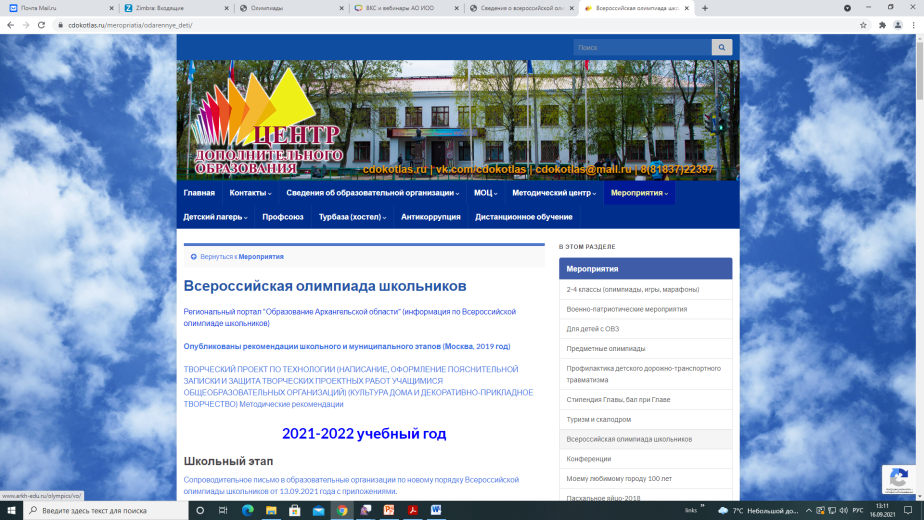 Почта Mail.ru
Zimbra: Входящие
Олимпиады
ВКС и вебинары АО ИОО
Сведения о всероссийской оли
Всероссийская олимпиада шко
cdokotlas.ru/meropriatia/odarennye_deti/
Поиск
ЦЕНТР
ДОПОЛНИТЕЛЬНОГО
ОБРАЗОВАНИЯ
cdokotlas.ru | vk.com/cdokotlas | cdokotlas@mail.ru | 8(81837)22397
Главная Контакты Сведения об образовательной организации МОЦ Методический центр Мероприятия
Детский лагерь Профсоюз Турбаза (хостел) Антикоррупция Дистанционное обучение
Вернуться к Мероприятия
Всероссийская олимпиада школьников
Региональный портал "Образование Архангельской области" (информация по Всероссийской
олимпиаде школьников)
Опубликованы рекомендации школьного и муниципального этапов (Москва, 2019 год)
ТВОРЧЕСКИЙ ПРОЕКТ ПО ТЕХНОЛОГИИ (НАПИСАНИЕ, ОФОРМЛЕНИЕ ПОЯСНИТЕЛЬНОЙ
ЗАПИСКИ И ЗАЩИТА ТВОРЧЕСКИХ ПРОЕКТНЫХ РАБОТ УЧАЩИМИСЯ
ОБЩЕОБРАЗОВАТЕЛЬНЫХ ОРГАНИЗАЦИЙ) (КУЛЬТУРА ДОМА И ДЕКОРАТИВНО-ПРИКЛАДНОЕ
ТВОРЧЕСТВО) Методические рекомендации
2021-2022 учебный год
Школьный этап
Сопроводительное письмо в образовательные организации по новому порядку Всероссийской
олимпиады школьников от 13.09.2021 года с приложениями.
В ЭТОМ РАЗДЕЛЕ
Мероприятия
2-4 классы (олимпиады, игры, марафоны)
Военно-патриотические мероприятия
Для детей с ОВЗ
Предметные олимпиады
Профилактика детского дорожно-транспортного
травматизма
Стипендия Главы, бал при Главе
Туризм и скалодром
Всероссийская олимпиада школьников
Конференции
Моему любимому городу 100 лет
Пасхальное яйцо-2018
www.arkh-edu.ru/olympics/vo/
Введите здесь текст для поиска
links
7°C Небольшой до...
РУС
13:11
16.09.2021